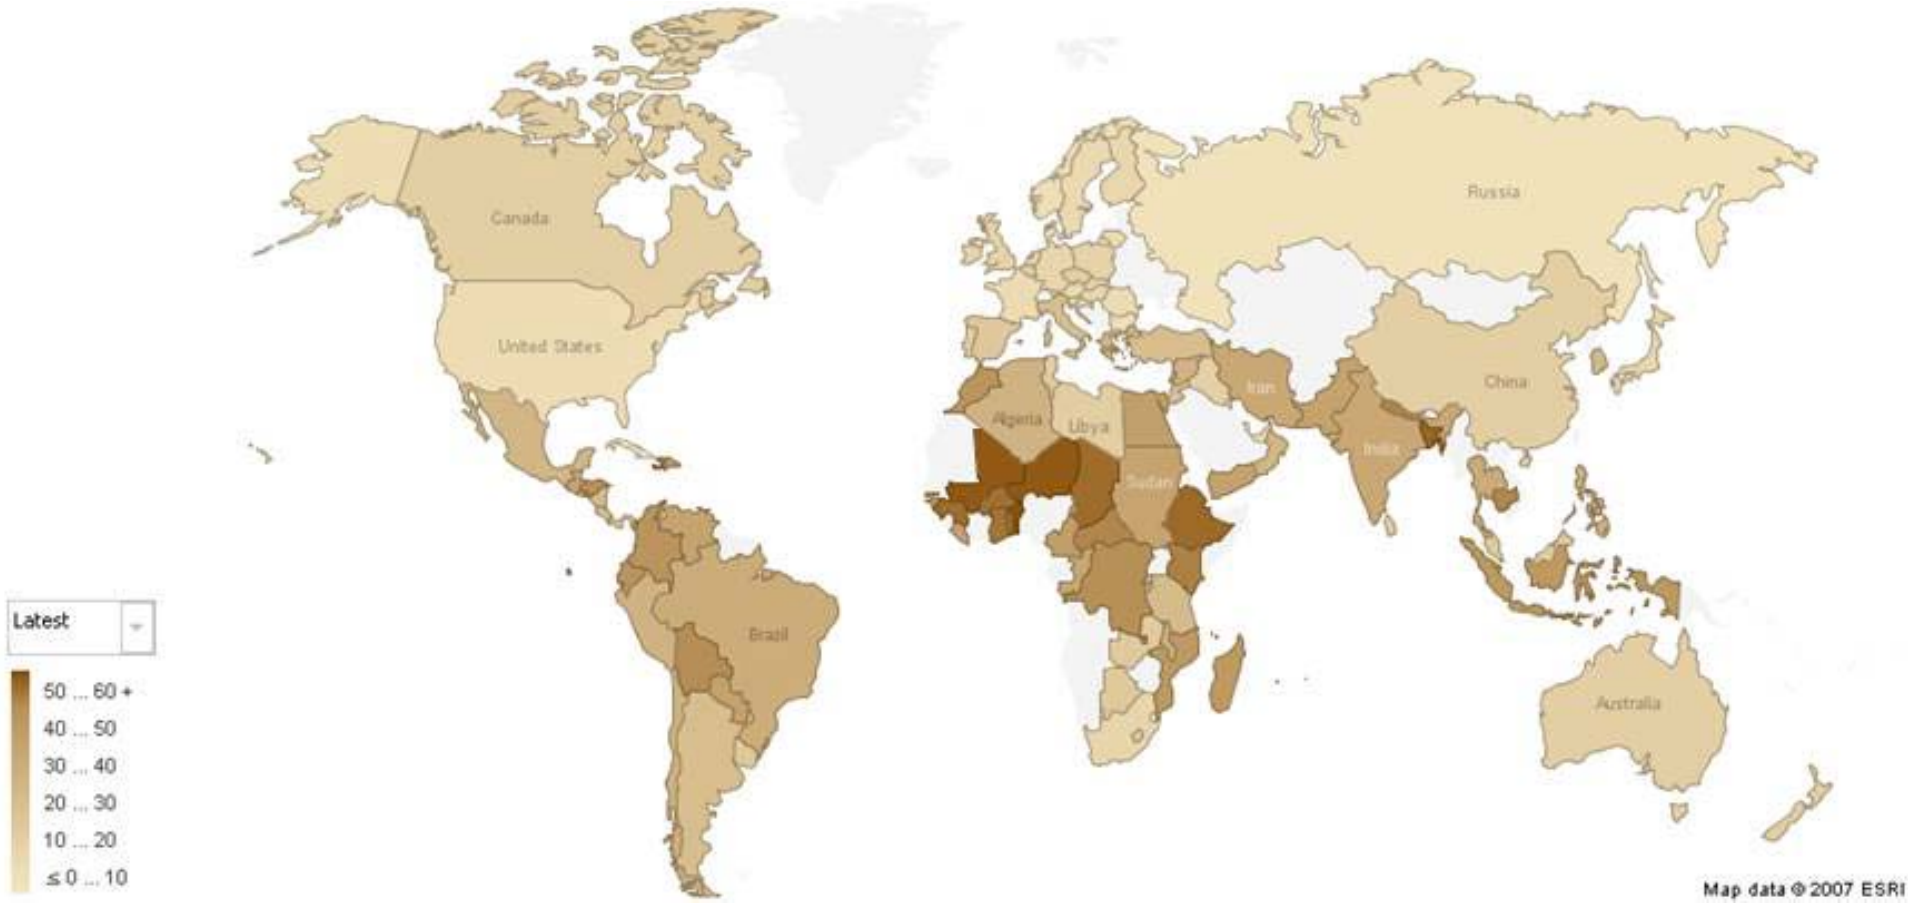 Canada
Russia
United States
China
Iran
Algeria
Libya
India
Sudan
Brazil
Australia
Latest
50 ... 60 +
40 ... 50
30 ... 40
20 ... 30
10 ... 20
≤ 0 ... 10
Map data © 2007 ESRI